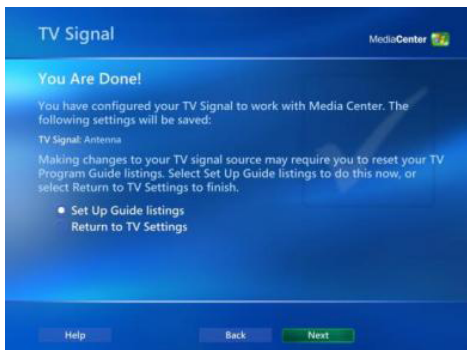 TV Signal
MediaCenter
You Are Done!
You have configured your TV Signal to work with Media Center. The
following settings will be saved:
TV Signal: Antenna
Making changes to your TV signal source may require you to reset your TV
Program Guide listings. Select Set Up Guide listings to do this now, or
select Return to TV Settings to finish.
Set Up Guide listings
Return to TV Settings
Help Back Next